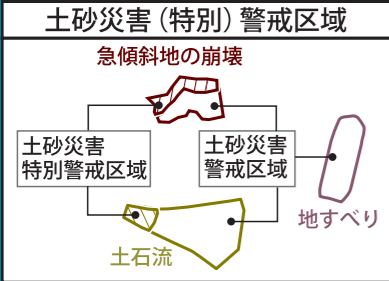 土砂災害(特別)警戒区域
急傾斜地の崩壊
土砂災害
特別警戒区域
土砂災害
警戒区域
地すべり
土石流